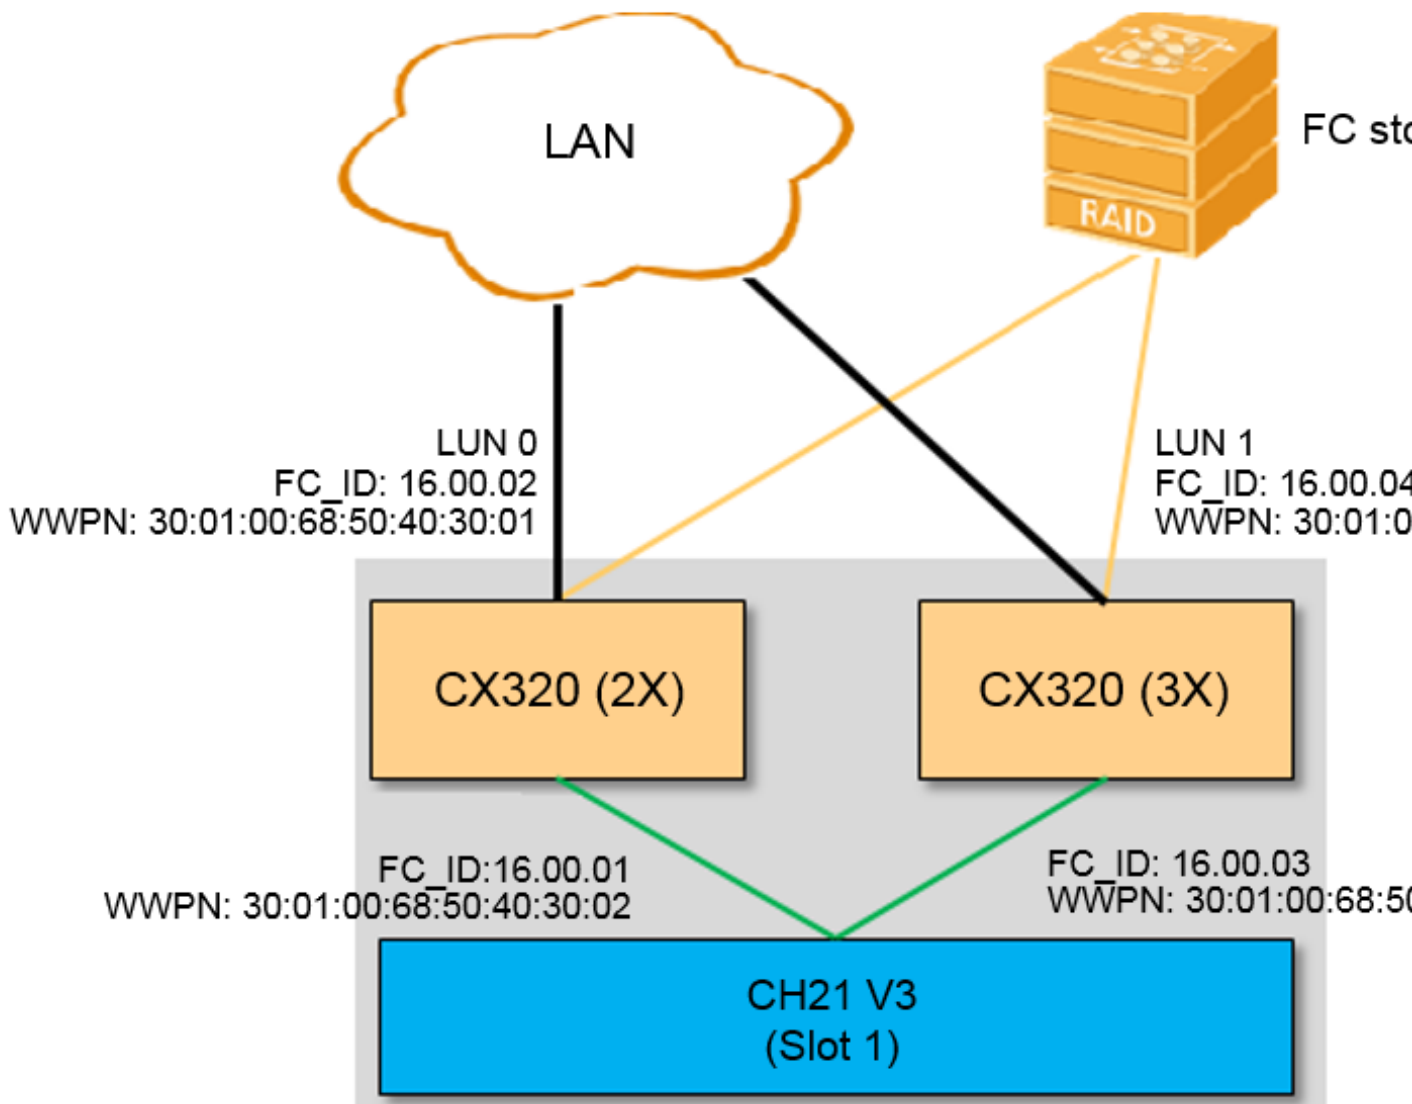 LAN
FC
RAID
LUN 0
FC_ID: 16.00.02
WWPN: 30:01:00:68:50:40:30:01
LUN 1
FC_ID: 16.00.04
WWPN: 30:01:0
CX320 (2X)
CX320 (3X)
FC_ID:16.00.01
WWPN: 30:01:00:68:50:40:30:02
FC_ID: 16.00.03
WWPN: 30:01:00:68:50
CH21 V3
(Slot 1)